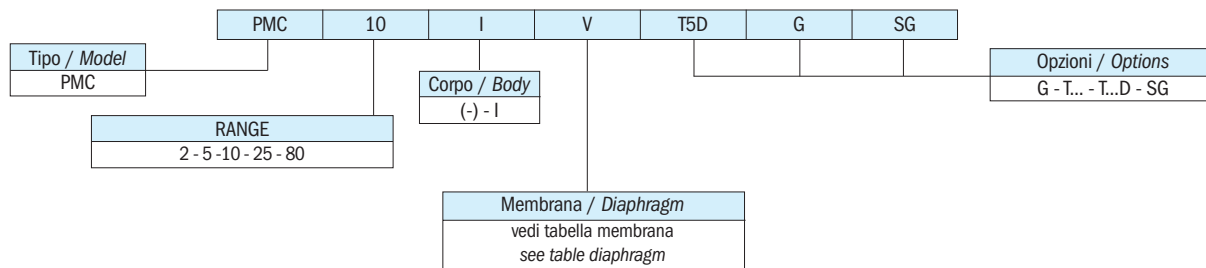 PMC 10 I V T5D G SG
Tipo / Model
PMC
Corpo / Body
(-) - I
Opzioni / Options
G - T... - T...D - SG
RANGE
2 - 5 -10 - 25 - 80
Membrana / Diaphragm
vedi tabella membrana
see table diaphragm